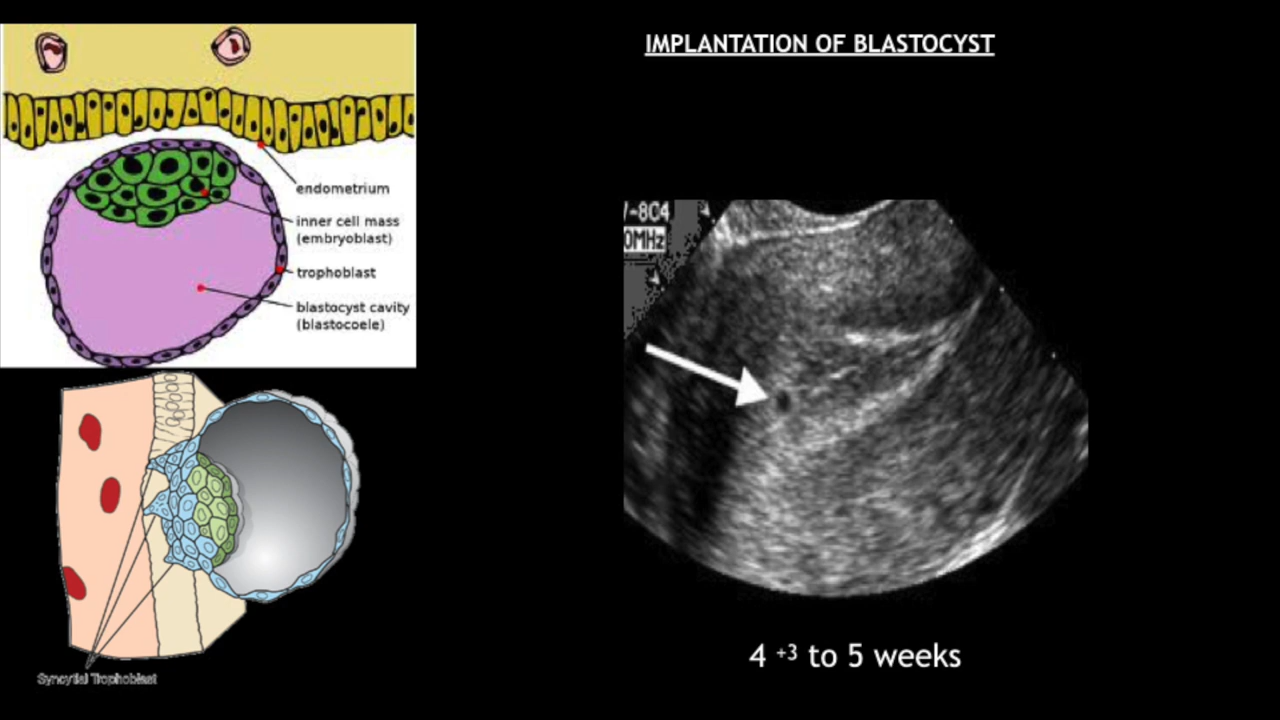 IMPLANTATION OF BLASTOCYST
endometrium
inner cell mass
(embryoblast)
trophoblast
blastocyst cavity
(blastocoele)
Syncytial Trophoblast
-8C4
0MHz
4 +3 to 5 weeks